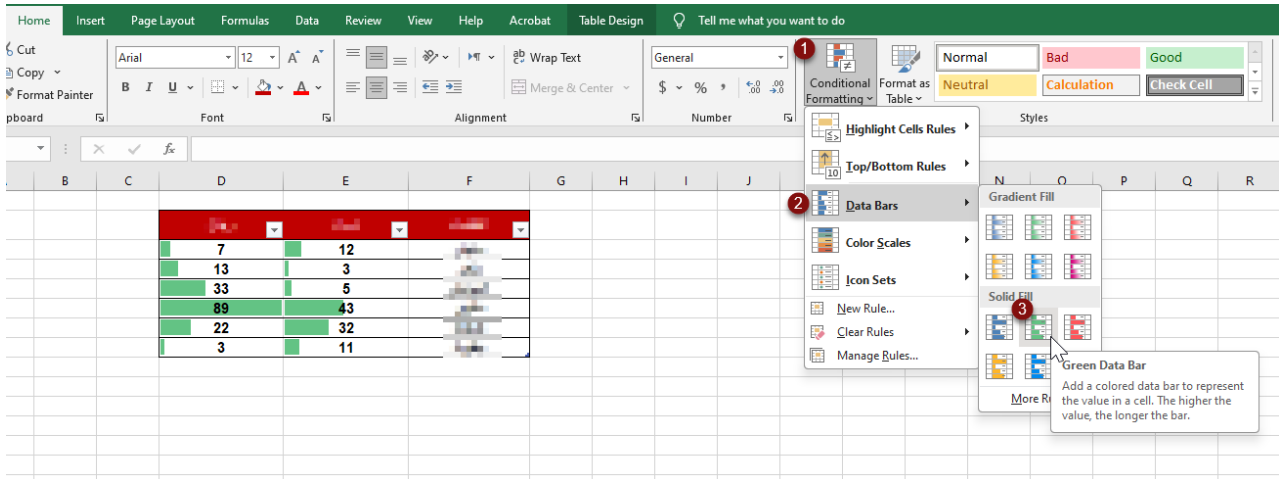 Home Insert Page Layout Formulas Data Review View Help Acrobat Table Design Tell me what you want to do
Cut
Copy
Format Painter
pboard
Arial 12 A A
B I U A
Font
ab Wrap Text
Merge & Center
Alignment
General
$ % , .00
Number
1
Conditional Formatting
Format as Table
Normal Bad Good
Neutral Calculation Check Cell
Styles
fx
B C D E F G H I J N O P Q R
7 12
13 3
33 5
89 43
22 32
3 11
Highlight Cells Rules
Top/Bottom Rules
2 Data Bars
Color Scales
Icon Sets
New Rule...
Clear Rules
Manage Rules...
Gradient Fill
Solid Fill
3
More Ru
Green Data Bar
Add a colored data bar to represent
the value in a cell. The higher the
value, the longer the bar.